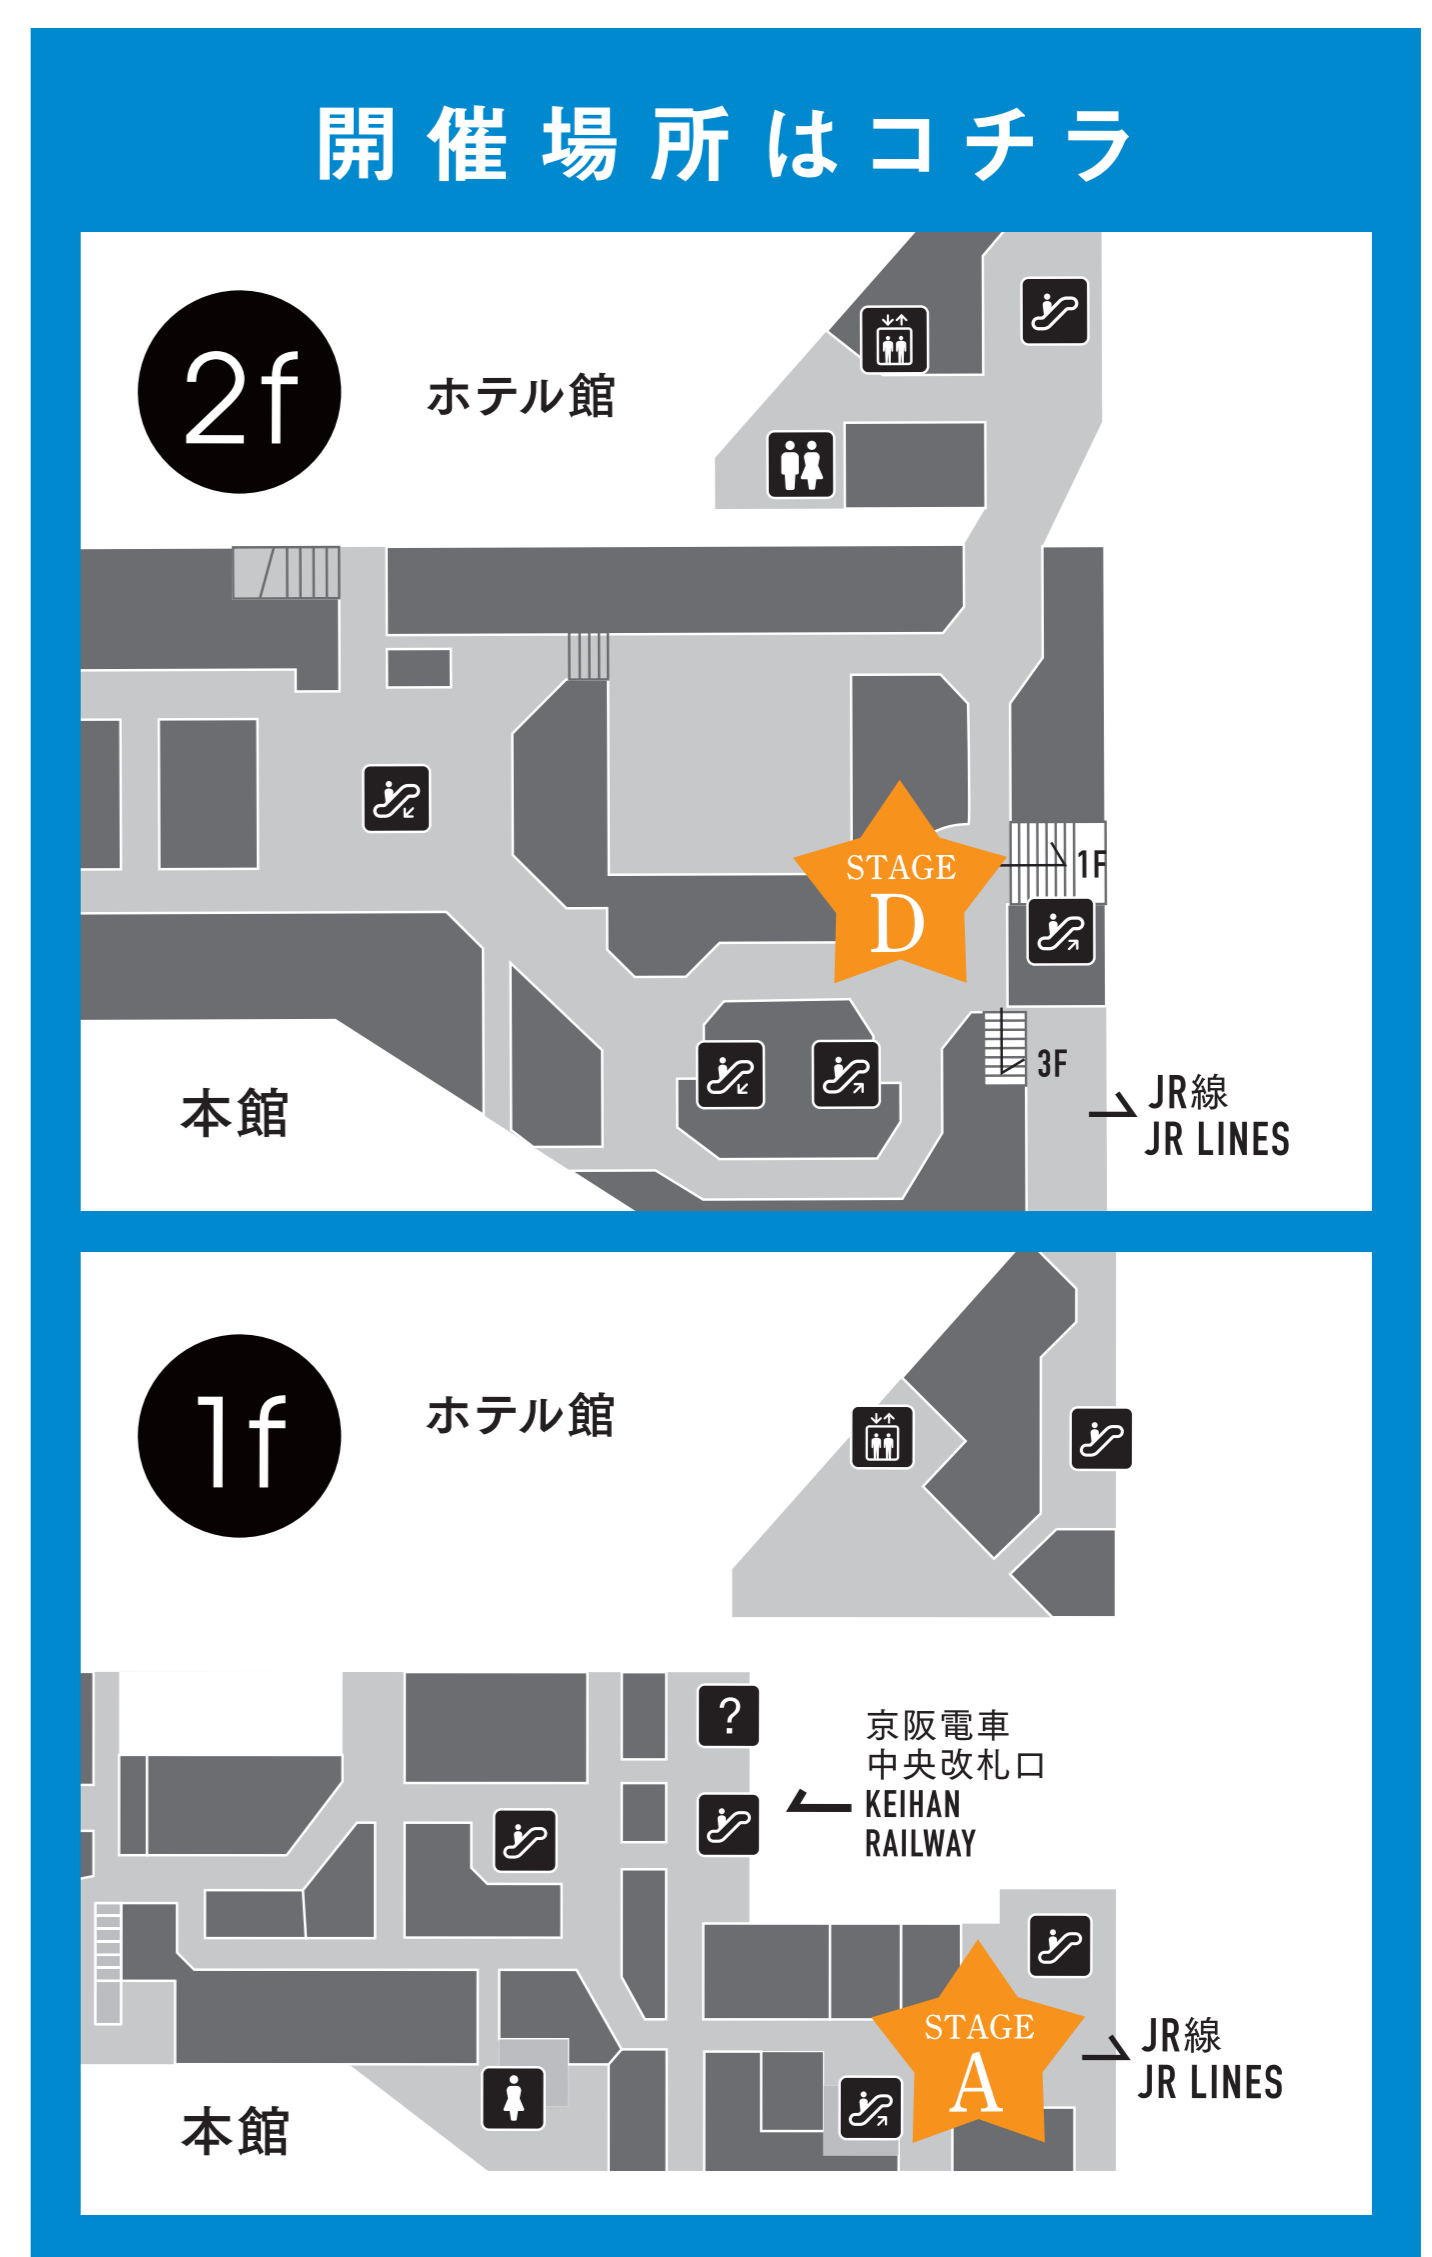 開催場所はコチラ
2f
ホテル館
STAGE
D
1F
3F
本館
JR線
JR LINES
1f
ホテル館
?
京阪電車
中央改札口
KEIHAN
RAILWAY
STAGE
A
JR線
JR LINES
本館